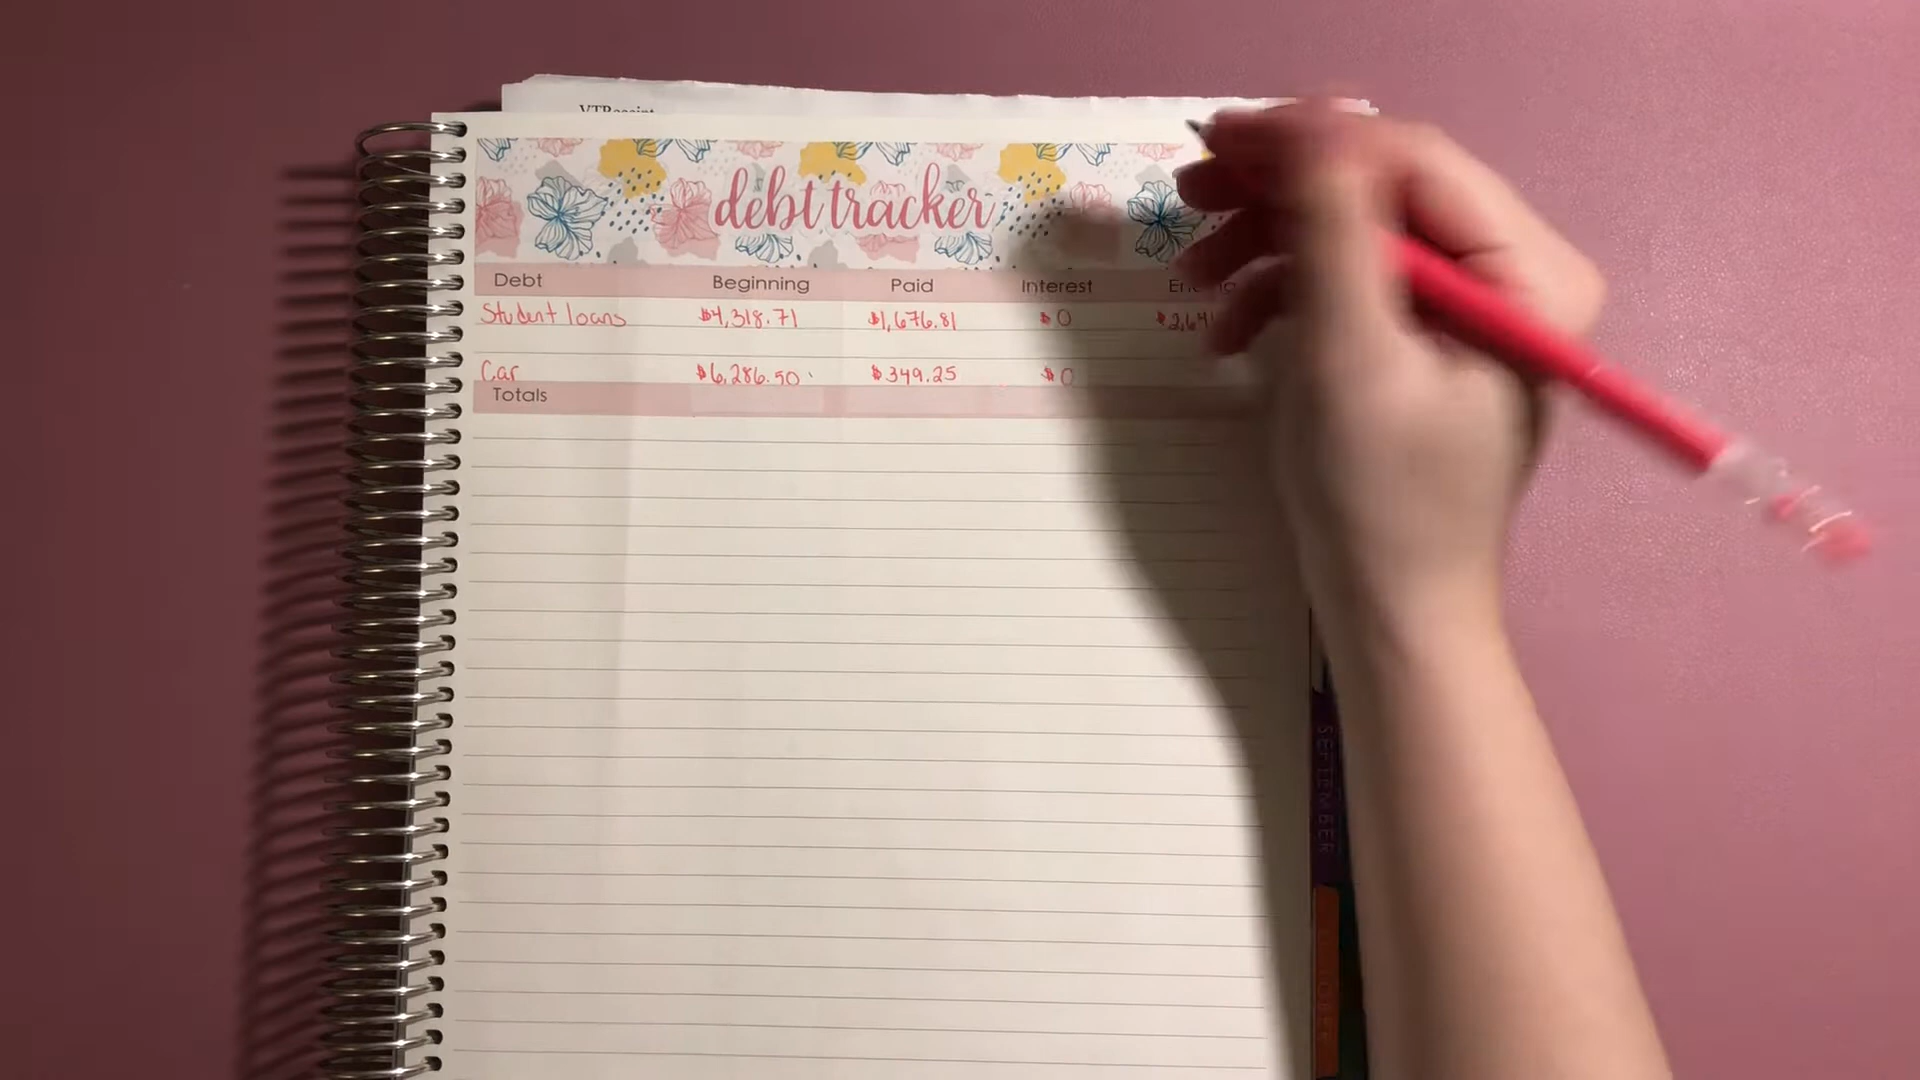 debt tracker
Debt Beginning Paid Interest
Student loans $4,318.71 $1,676.81 $0
Car $6,286.50 $349.25 $0
Totals
SEPTEMBER